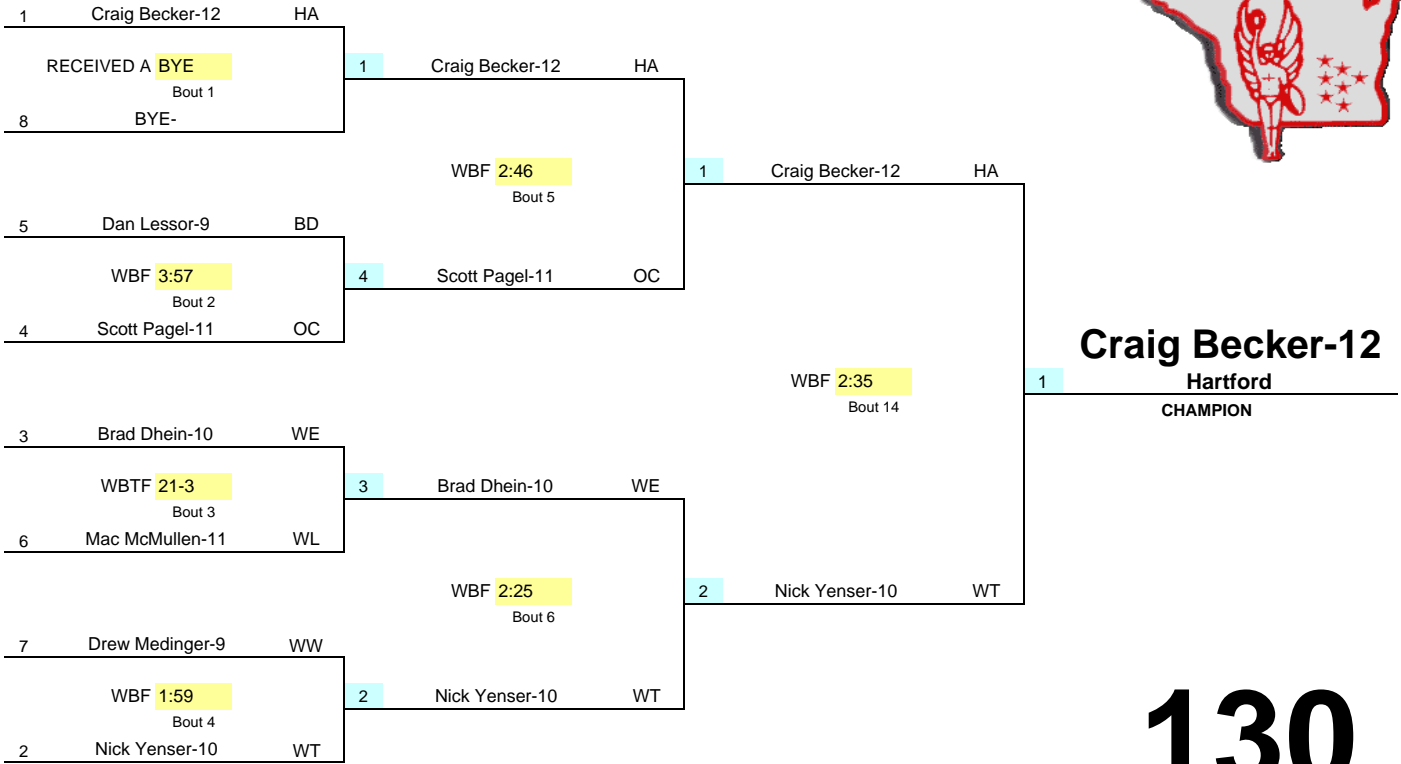 1 Craig Becker-12 HA
RECEIVED A BYE
Bout 1
8 BYE-
1 Craig Becker-12 HA
WBF 2:46
Bout 5
5 Dan Lessor-9 BD
WBF 3:57
Bout 2
4 Scott Pagel-11 OC
4 Scott Pagel-11 OC
1 Craig Becker-12 HA
WBF 2:35
Bout 14
3 Brad Dhein-10 WE
WBTF 21-3
Bout 3
6 Mac McMullen-11 WL
3 Brad Dhein-10 WE
WBF 2:25
Bout 6
7 Drew Medinger-9 WW
WBF 1:59
Bout 4
2 Nick Yenser-10 WT
2 Nick Yenser-10 WT
2 Nick Yenser-10 WT
Craig Becker-12
1 Hartford
CHAMPION
130